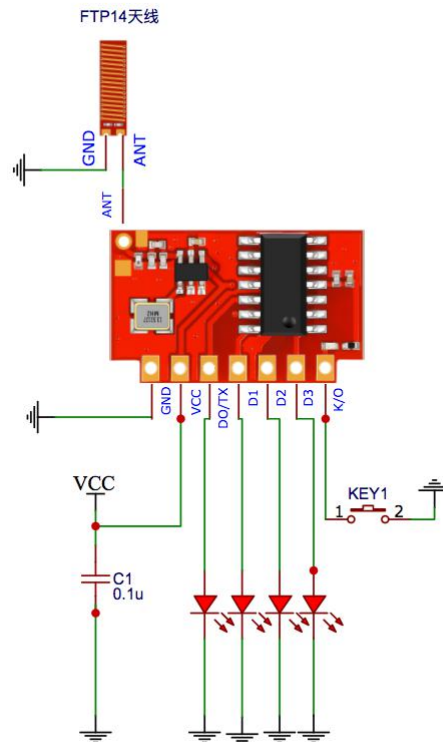 FTP14天线
GND
ANT
ANT
GND
VCC
DO/TX
D1
D2
D3
K/O
VCC
KEY1
1
2
C1
0.1u